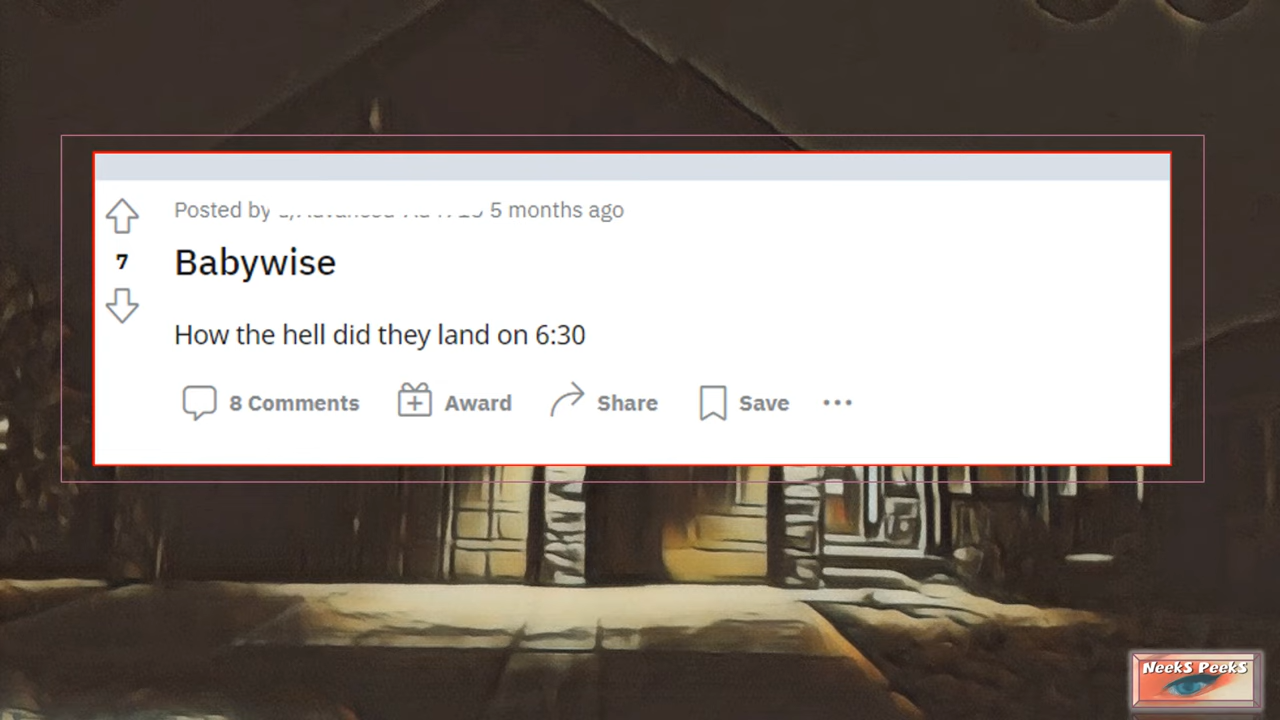 Posted by 5 months ago
7
Babywise
How the hell did they land on 6:30
8 Comments Award Share Save
NeekS PeekS